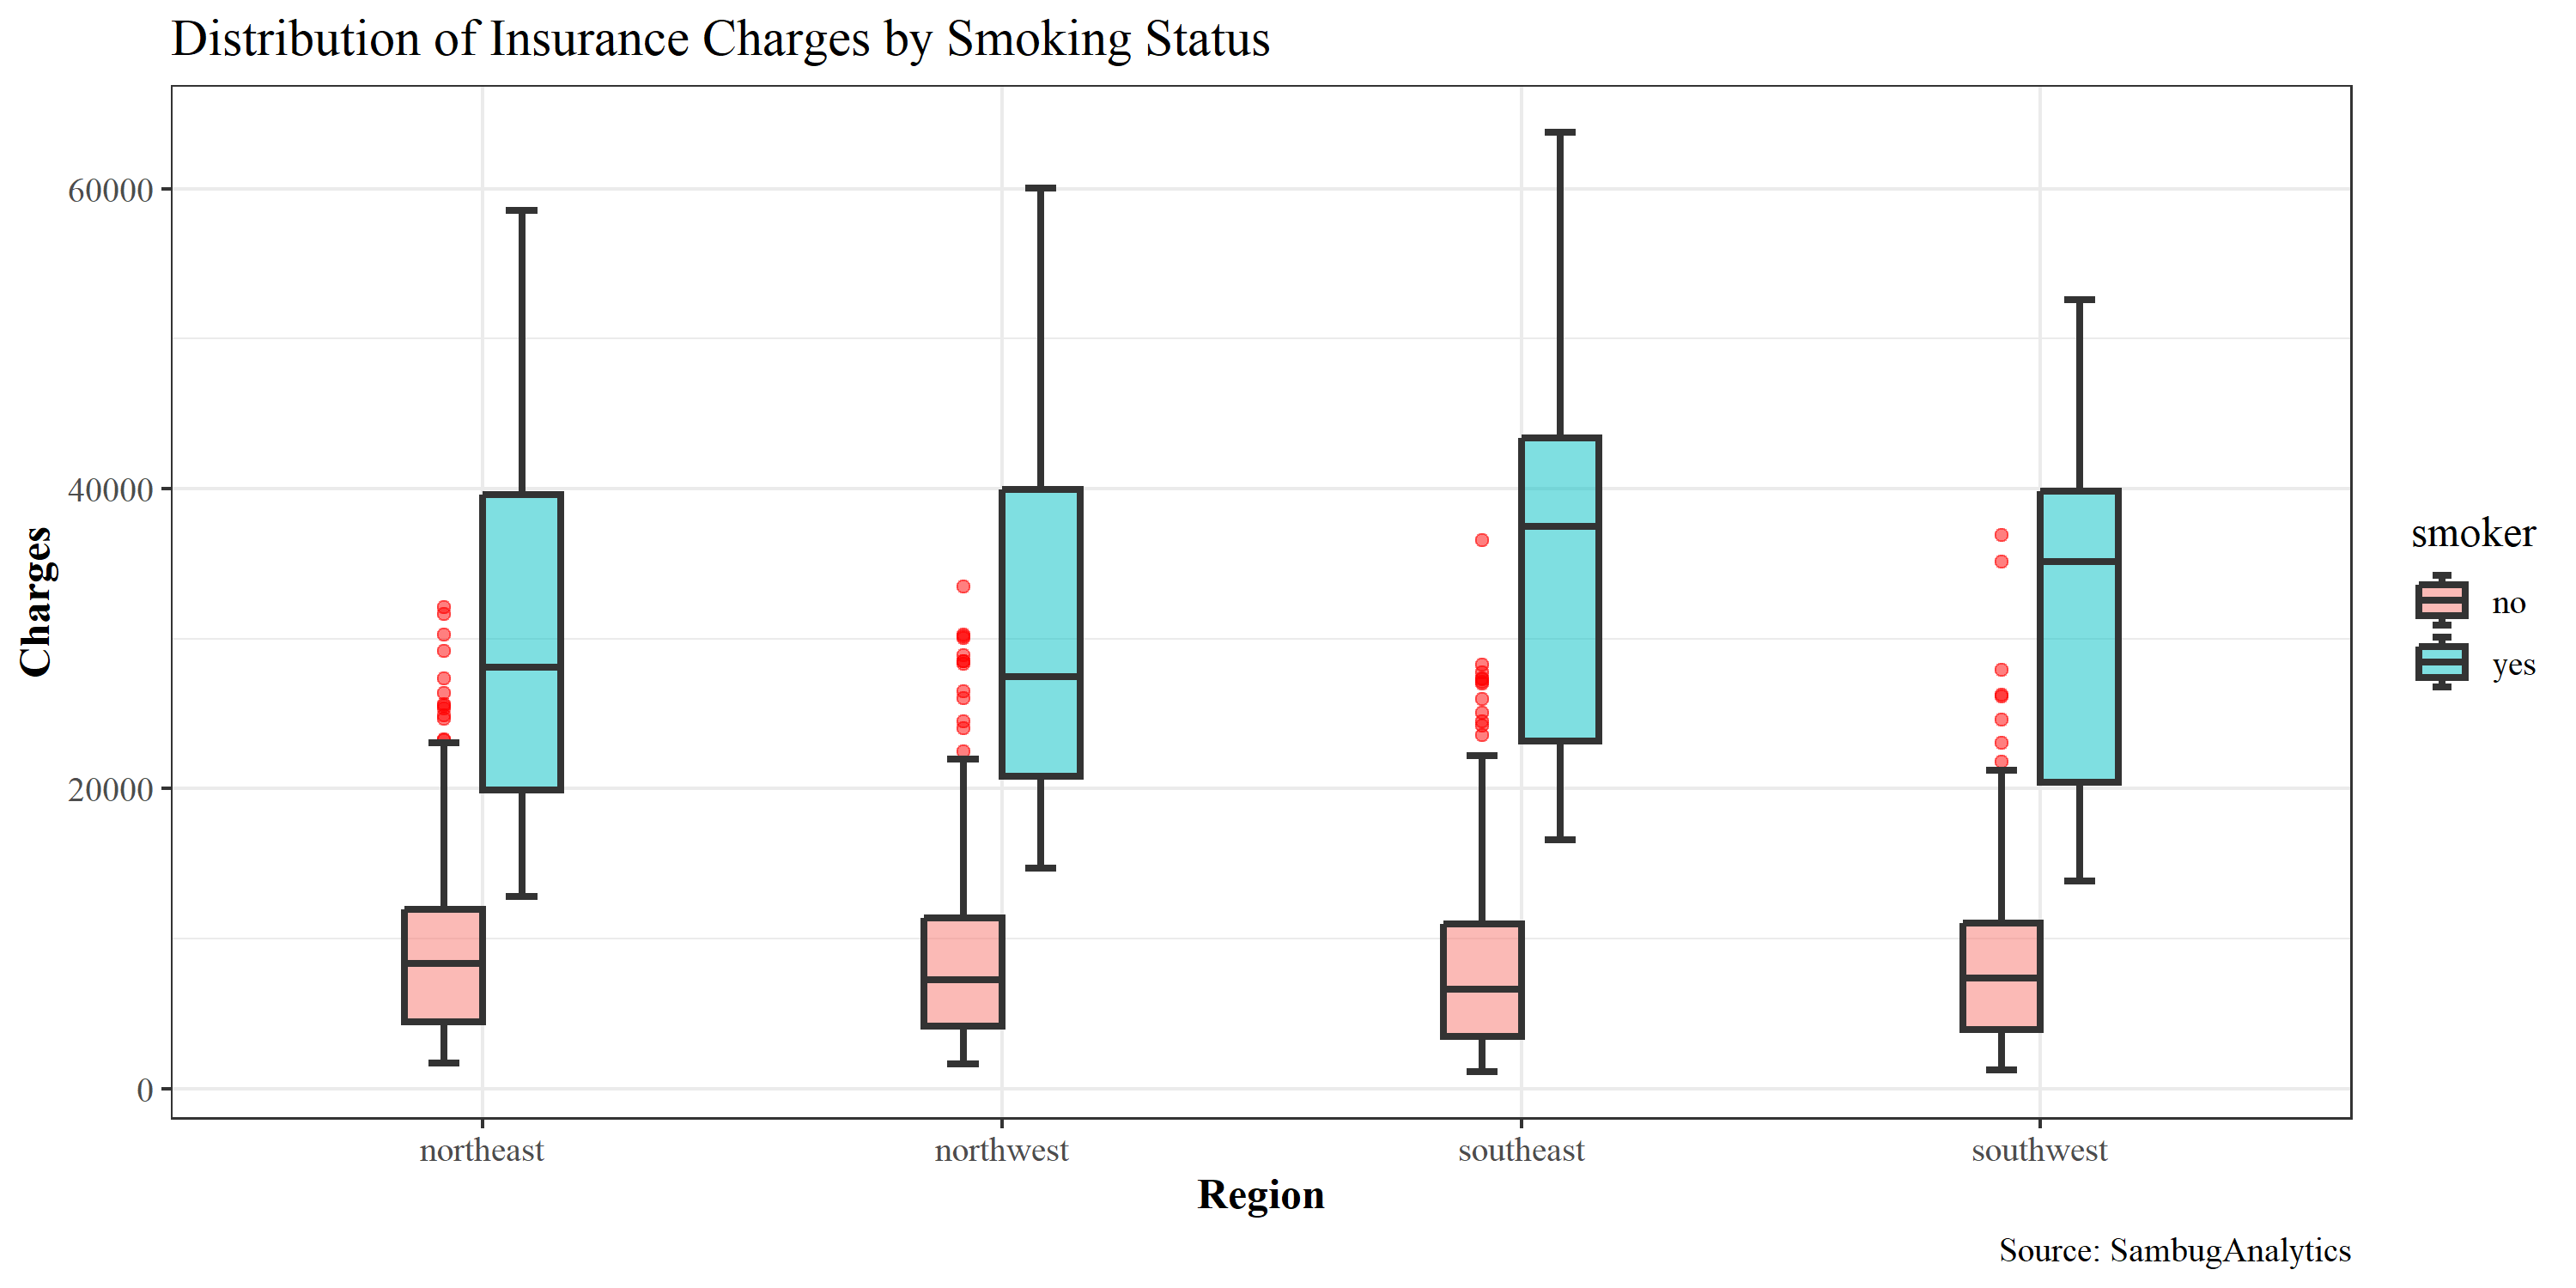 Distribution of Insurance Charges by Smoking Status
60000
40000
20000
0
Charges
northeast
northwest
southeast
southwest
Region
smoker
no
yes
Source: SambugAnalytics